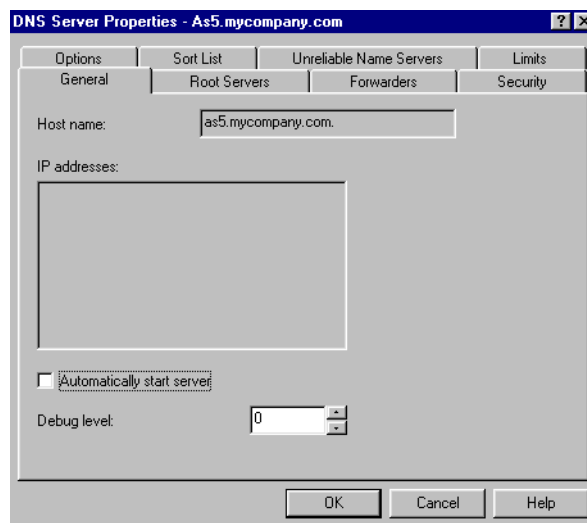 DNS Server Properties - As5.mycompany.com
Options Sort List Unreliable Name Servers Limits
General Root Servers Forwarders Security
Host name: as5.mycompany.com.
IP addresses:
Automatically start server
Debug level: 0
OK Cancel Help